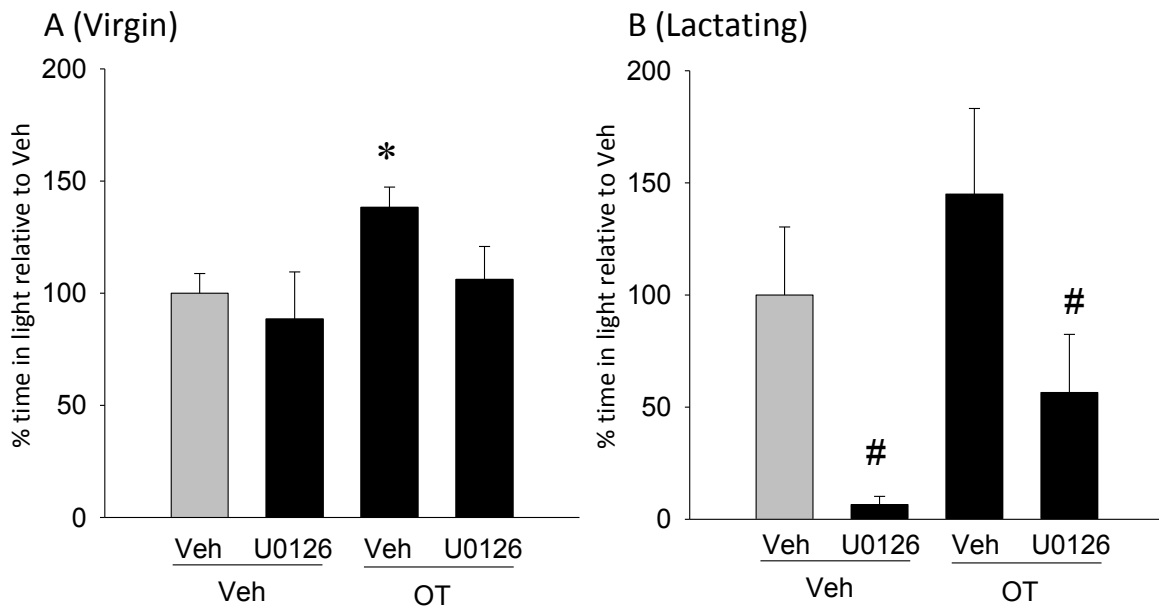 A (Virgin)
% time in light relative to Veh
200
150
100
50
0
*
Veh U0126 Veh U0126
Veh OT
B (Lactating)
% time in light relative to Veh
200
150
100
50
0
#
#
Veh U0126 Veh U0126
Veh OT